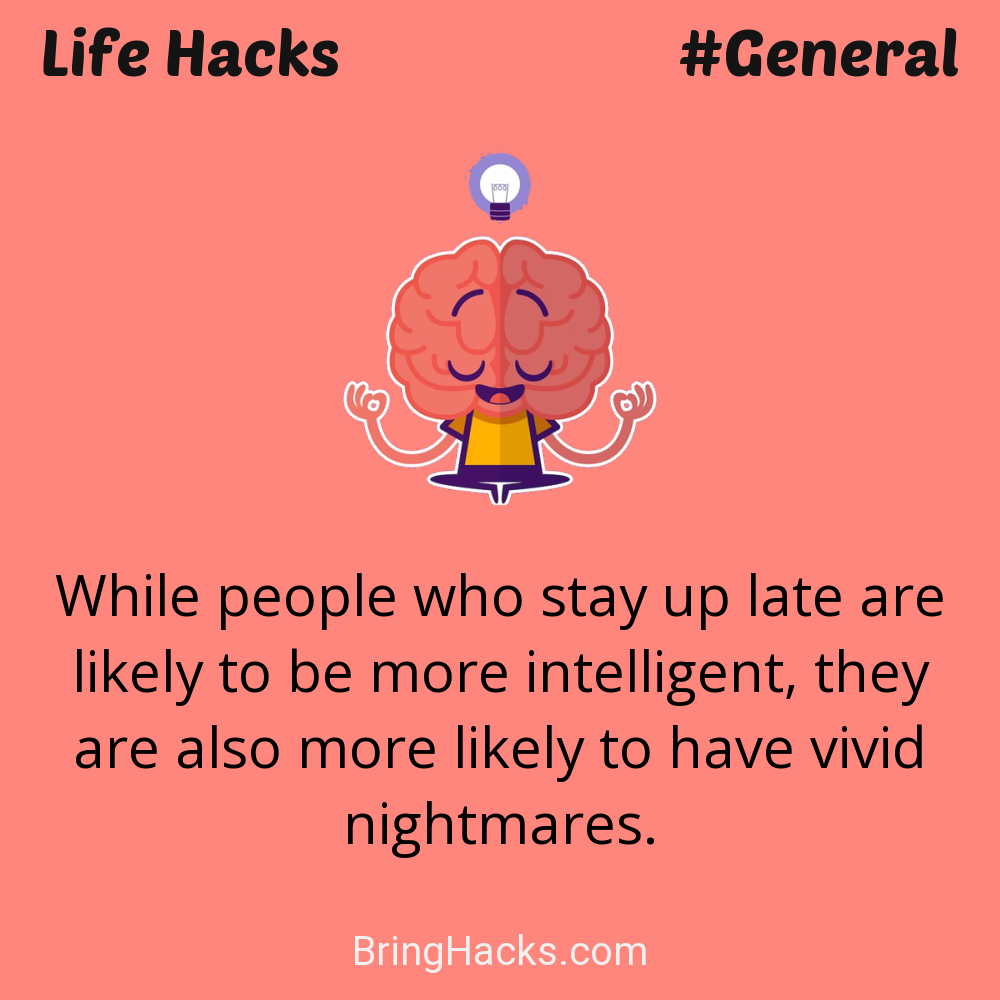 Life Hacks
#General
While people who stay up late are
likely to be more intelligent, they
are also more likely to have vivid
nightmares.
BringHacks.com